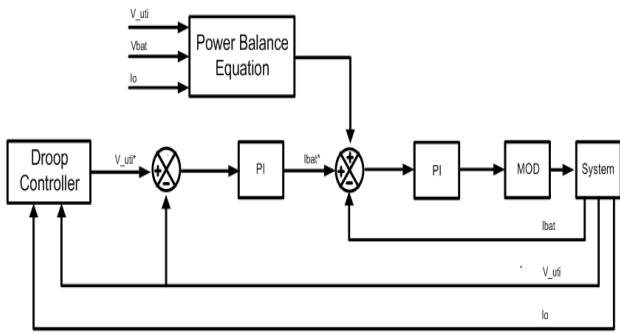 V_uti
Vbat
Io
Power Balance
Equation
Droop
Controller
V_uti*
PI
Ibat*
PI
MOD
System
Ibat
V_uti
Io